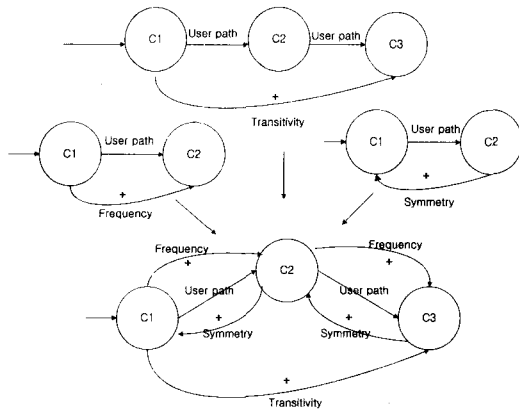 C1 User path C2 User path C3
+
Transitivity
C1 User path C2
+
Frequency
C1 User path C2
+
Symmetry
Frequency
+
C2
Frequency
+
User path
User path
C1
+
Symmetry
+
Symmetry
C3
+
Transitivity